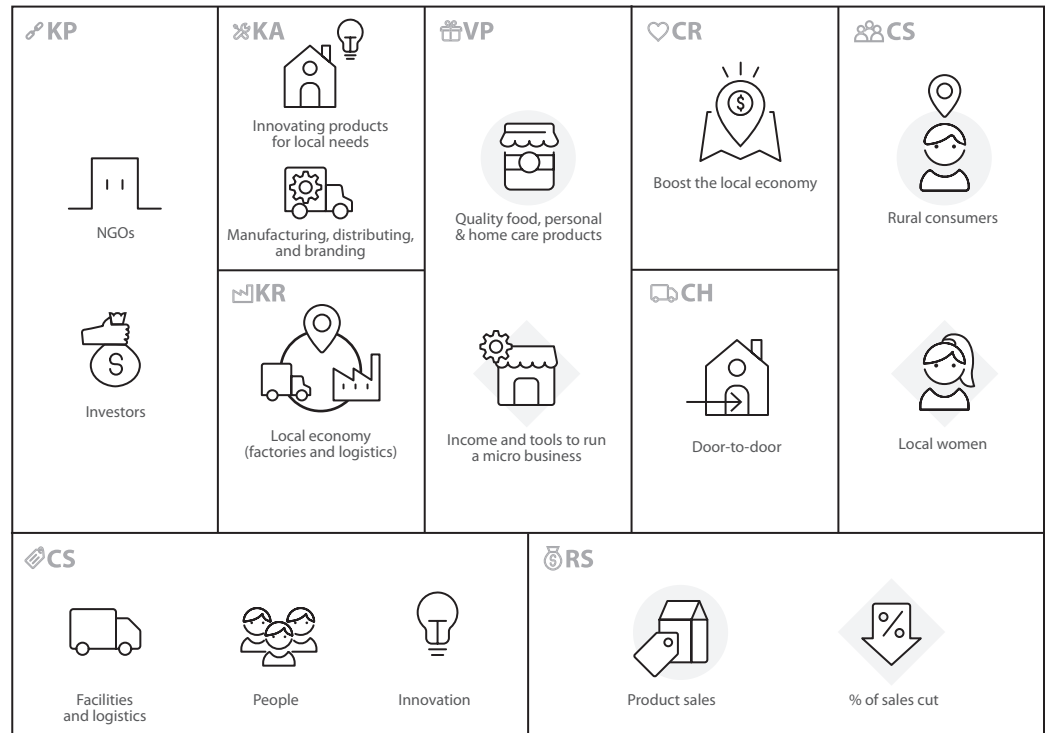 KP
NGOs
Investors
KA
Innovating products
for local needs
Manufacturing, distributing,
and branding
KR
Local economy
(factories and logistics)
VP
Quality food, personal
& home care products
Income and tools to run
a micro business
CR
$
Boost the local economy
CH
Door-to-door
CS
Rural consumers
Local women
CS
Facilities
and logistics
People
Innovation
$ RS
Product sales
%
% of sales cut